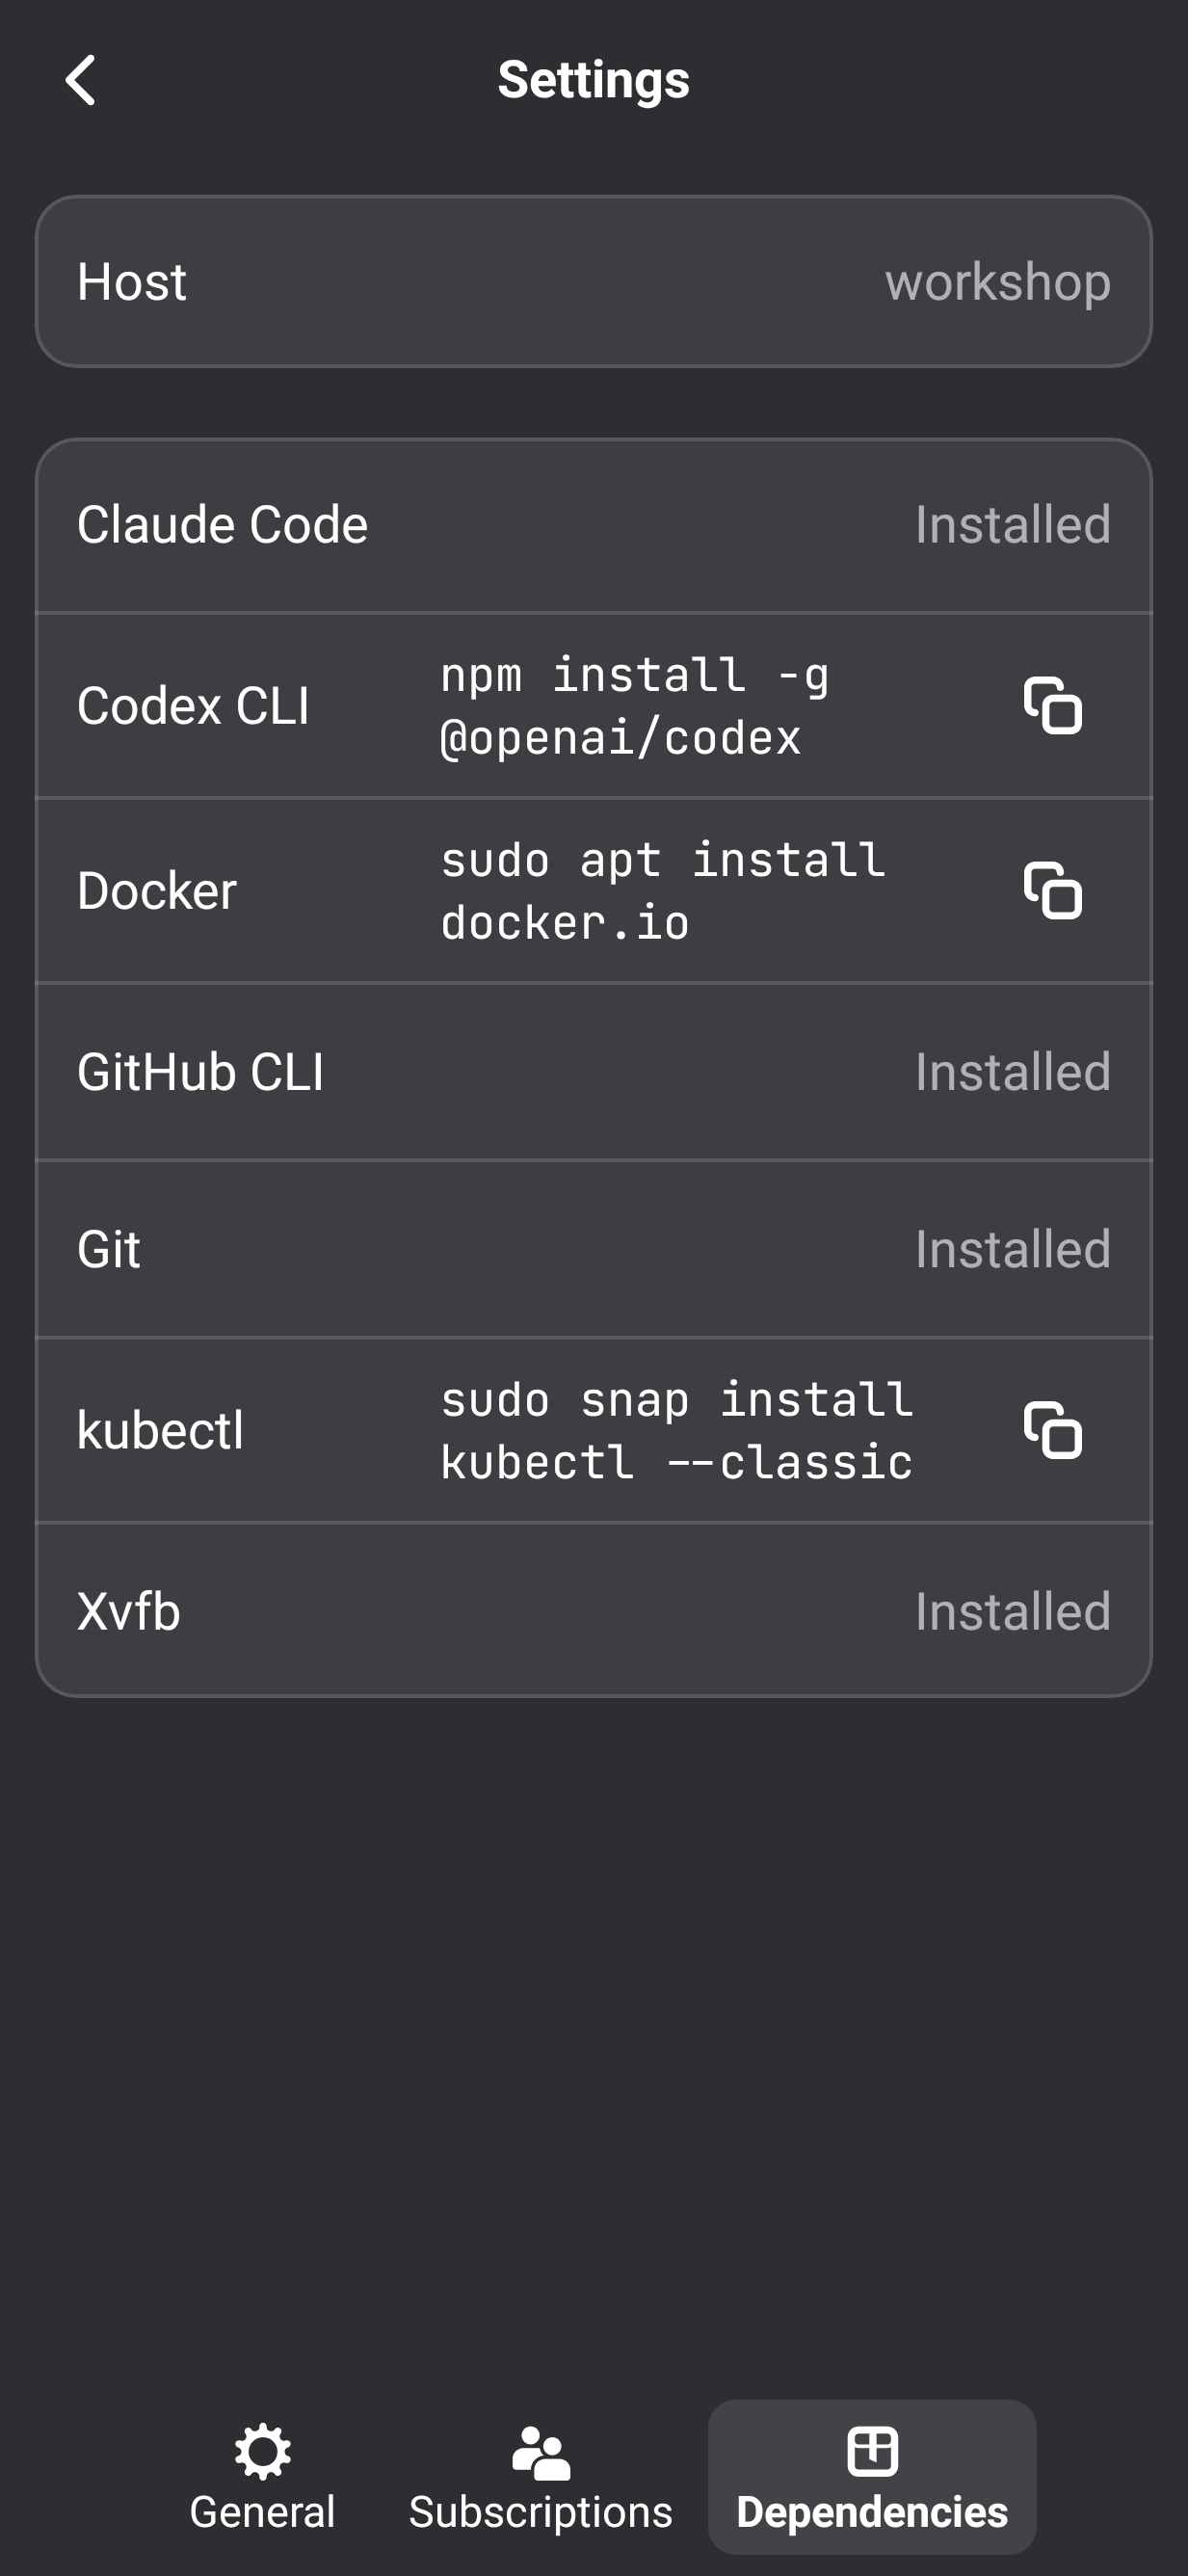 Settings
Host workshop
Claude Code Installed
Codex CLI npm install -g
@openai/codex
Docker sudo apt install
docker.io
GitHub CLI Installed
Git Installed
kubectl sudo snap install
kubectl --classic
Xvfb Installed
General Subscriptions Dependencies